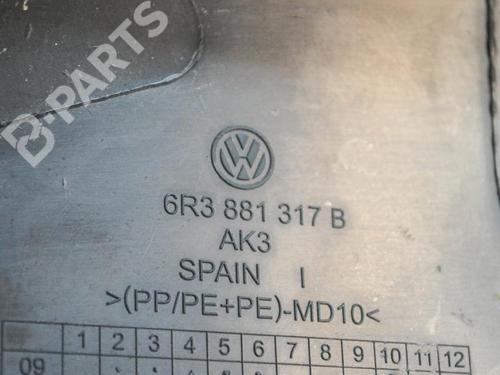 B-PARTS
VW
6R3 881 317 B
AK3
SPAIN I
>(PP/PE+PE)-MD10<
1 2 3 4 5 6 7 8 9 10 11 12
09